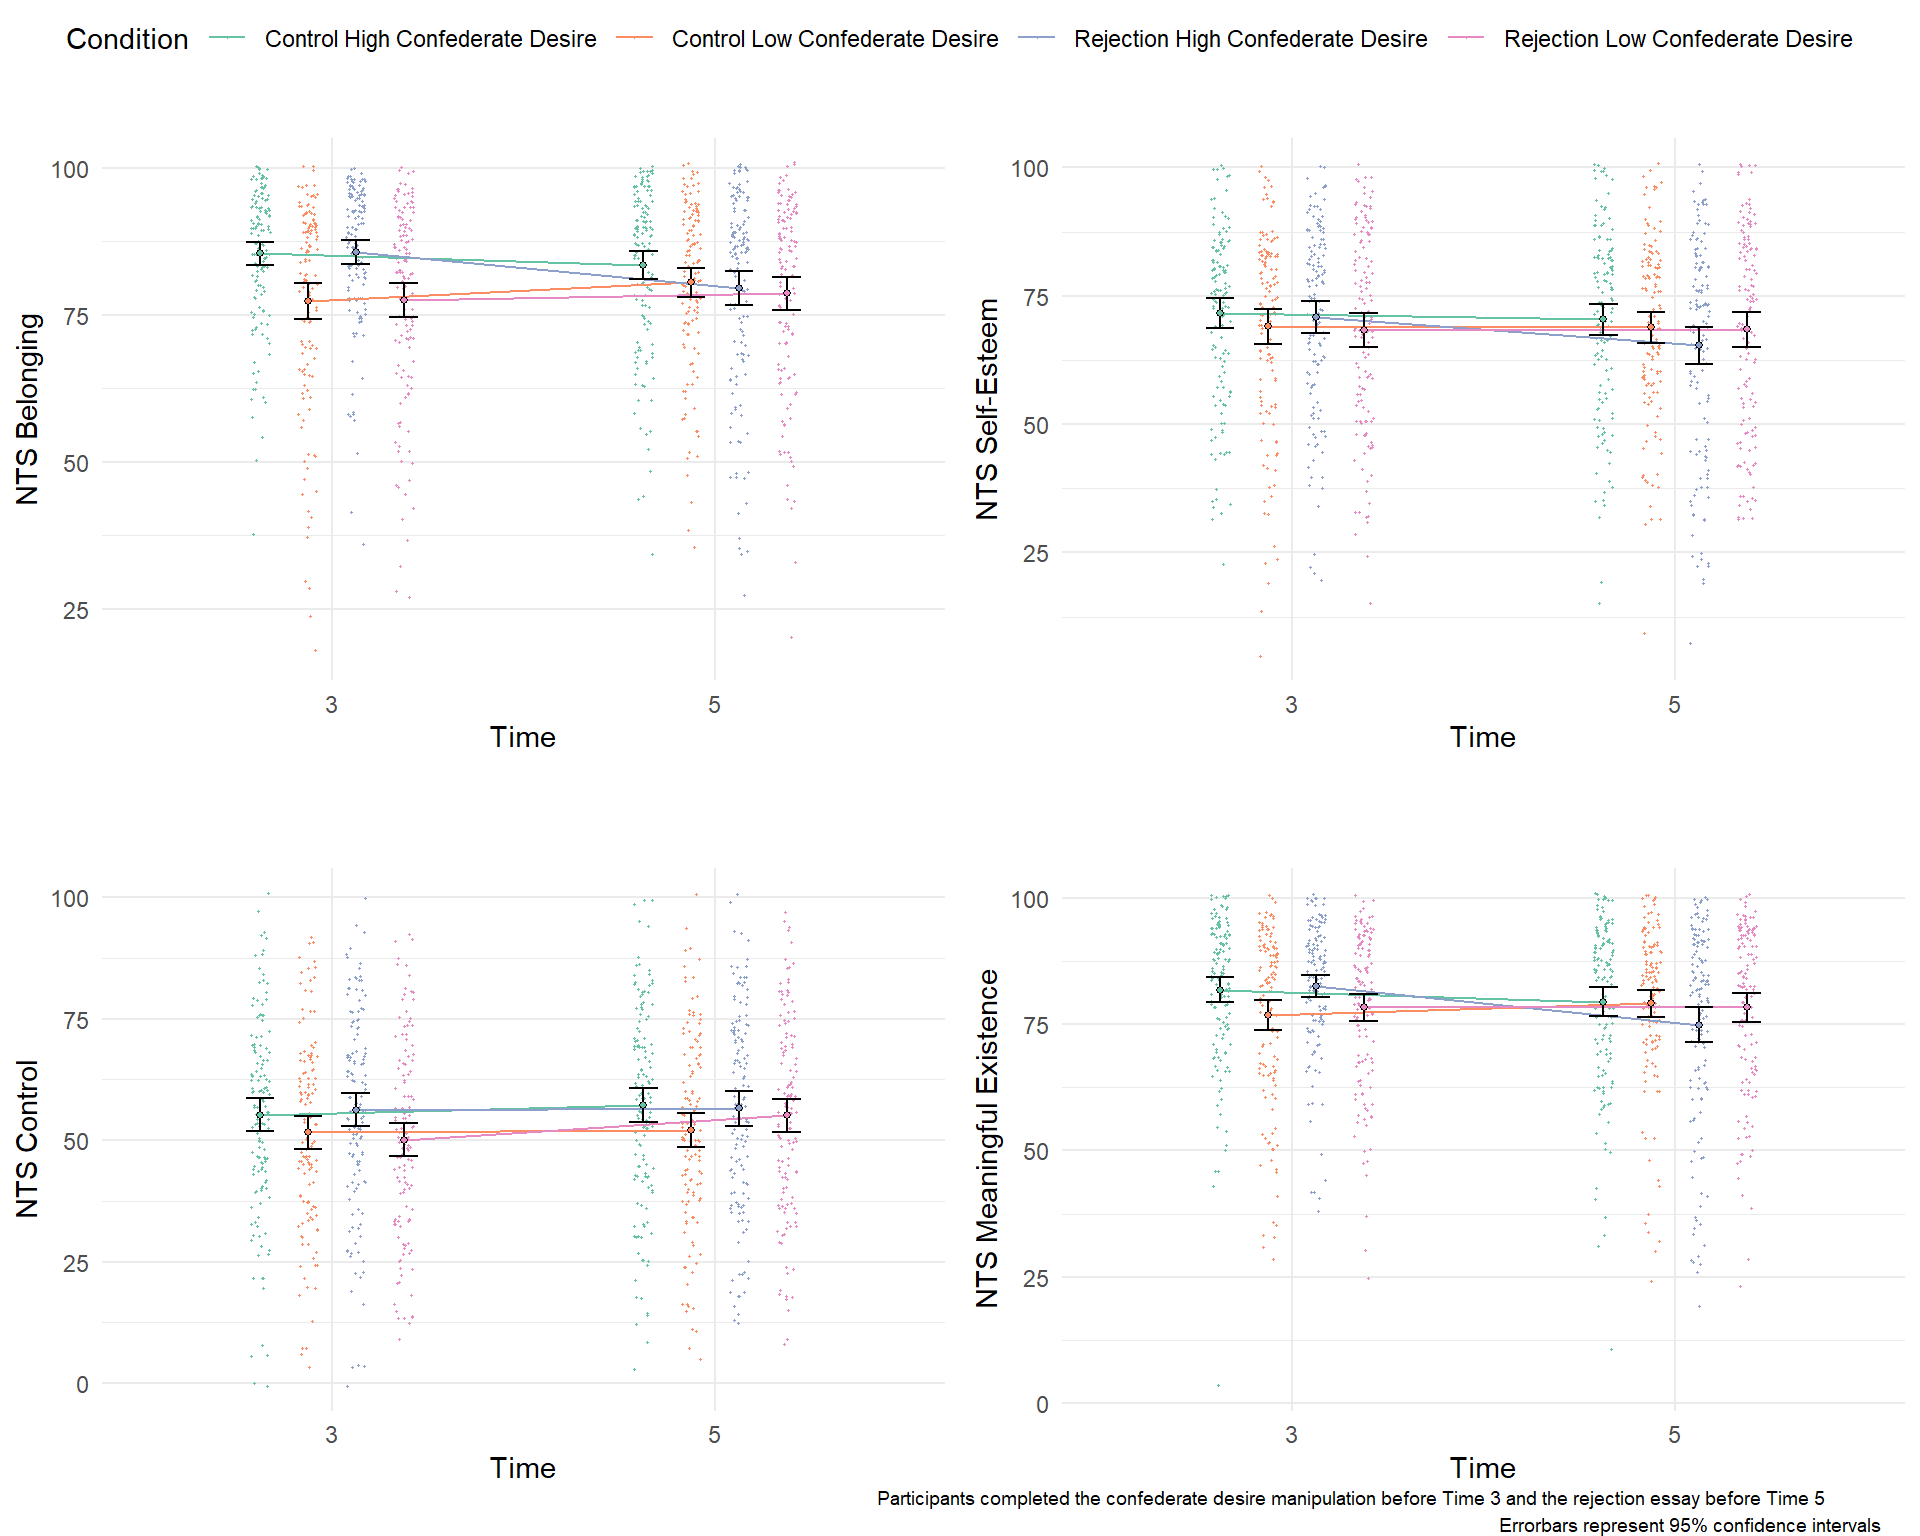 Condition Control High Confederate Desire Control Low Confederate Desire Rejection High Confederate Desire Rejection Low Confederate Desire
NTS Belonging
100
75
50
25
3 5
Time
NTS Self-Esteem
100
75
50
25
3 5
Time
NTS Control
100
75
50
25
0
3 5
Time
NTS Meaningful Existence
100
75
50
25
0
3 5
Time
Participants completed the confederate desire manipulation before Time 3 and the rejection essay before Time 5
Errorbars represent 95% confidence intervals